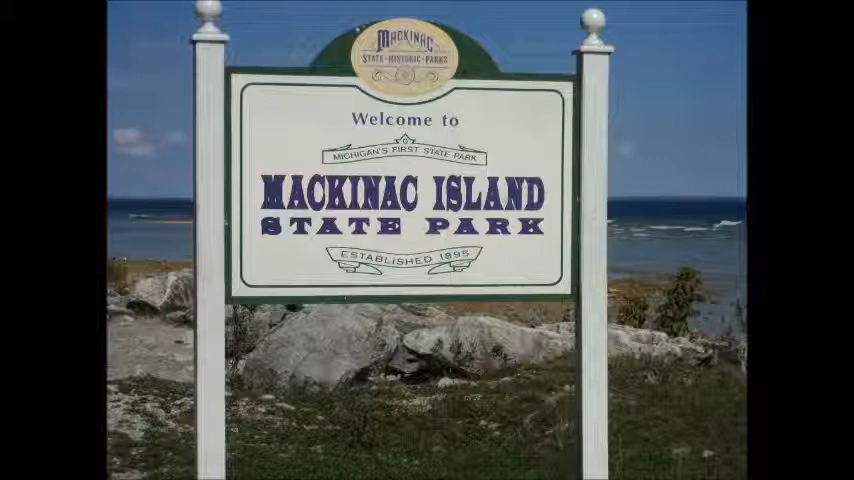 MACKINAC
STATE • HISTORIC • PARKS
Welcome to
MICHIGAN'S FIRST STATE PARK
MACKINAC ISLAND
STATE PARK
ESTABLISHED 1895